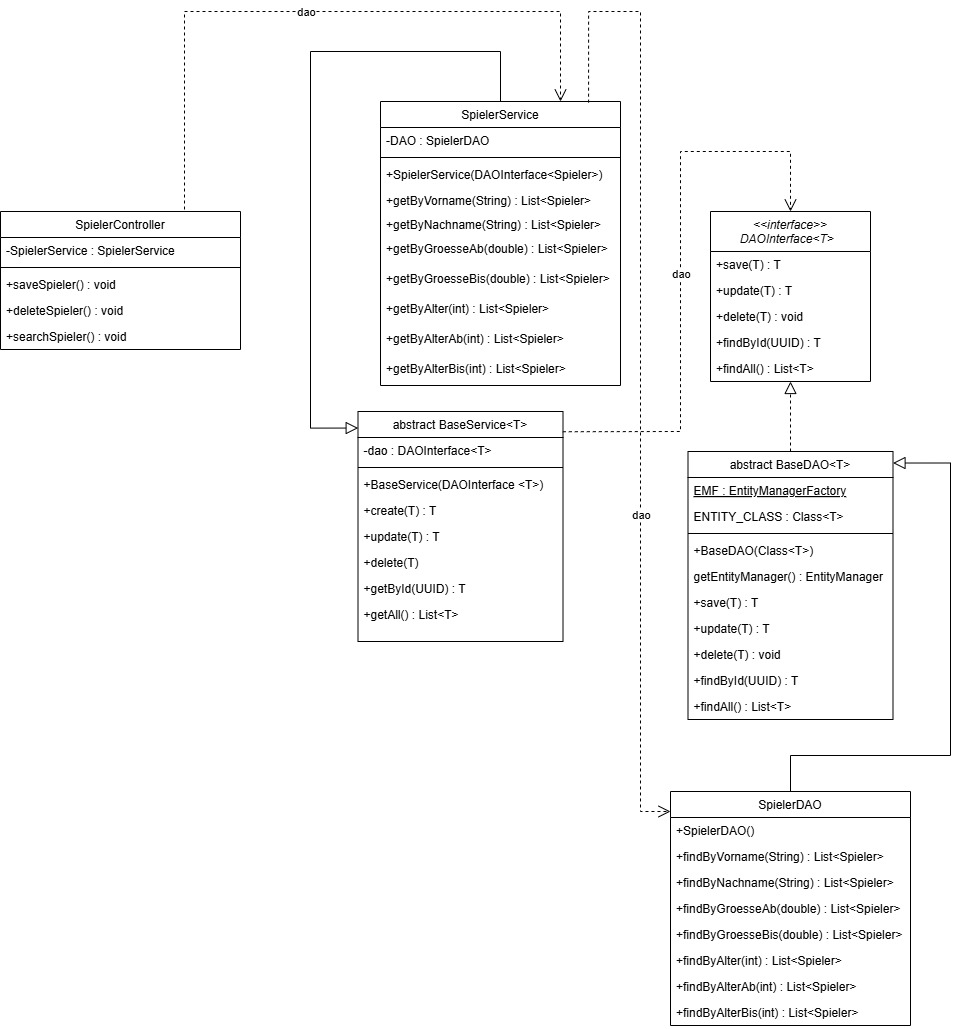 dao
SpielerService
-DAO : SpielerDAO
+SpielerService(DAOInterface<Spieler>)
+getByVorname(String) : List<Spieler>
+getByNachname(String) : List<Spieler>
+getByGroesseAb(double) : List<Spieler>
+getByGroesseBis(double) : List<Spieler>
+getByAlter(int) : List<Spieler>
+getByAlterAb(int) : List<Spieler>
+getByAlterBis(int) : List<Spieler>
SpielerController
-SpielerService : SpielerService
+saveSpieler() : void
+deleteSpieler() : void
+searchSpieler() : void
<<interface>>
DAOInterface<T>
+save(T) : T
+update(T) : T
+delete(T) : void
+findById(UUID) : T
+findAll() : List<T>
dao
abstract BaseService<T>
-dao : DAOInterface<T>
+BaseService(DAOInterface <T>)
+create(T) : T
+update(T) : T
+delete(T)
+getById(UUID) : T
+getAll() : List<T>
dao
abstract BaseDAO<T>
EMF : EntityManagerFactory
ENTITY_CLASS : Class<T>
+BaseDAO(Class<T>)
getEntityManager() : EntityManager
+save(T) : T
+update(T) : T
+delete(T) : void
+findById(UUID) : T
+findAll() : List<T>
SpielerDAO
+SpielerDAO()
+findByVorname(String) : List<Spieler>
+findByNachname(String) : List<Spieler>
+findByGroesseAb(double) : List<Spieler>
+findByGroesseBis(double) : List<Spieler>
+findByAlter(int) : List<Spieler>
+findByAlterAb(int) : List<Spieler>
+findByAlterBis(int) : List<Spieler>